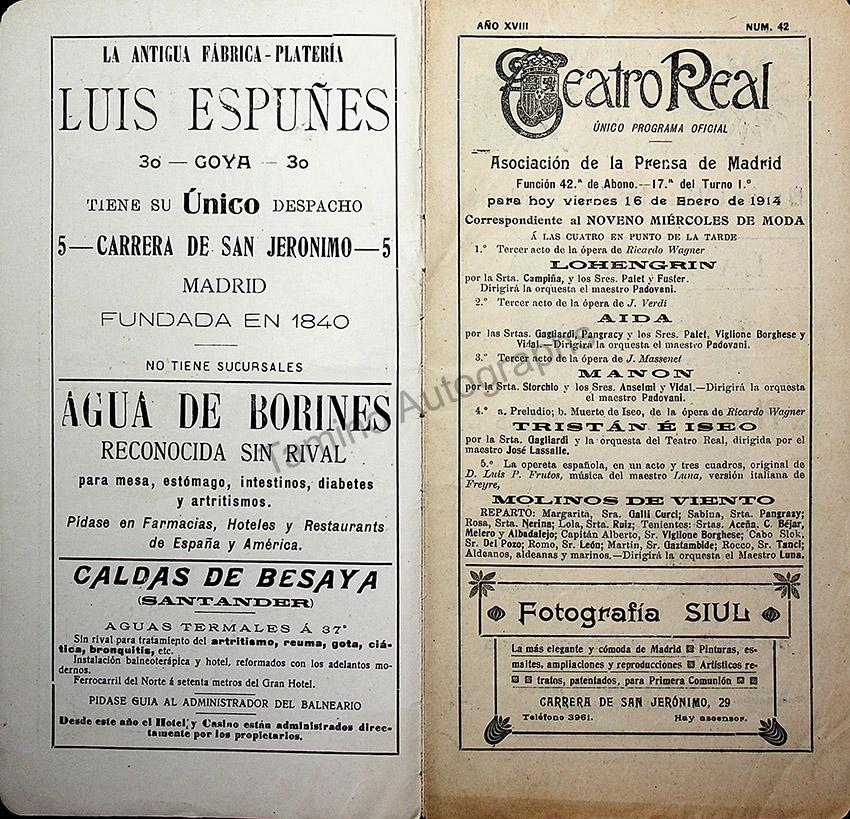 LA ANTIGUA FÁBRICA-PLATERÍA
LUIS ESPUÑES
30 — GOYA — 30
TIENE SU Único DESPACHO
5—CARRERA DE SAN JERONIMO—5
MADRID
FUNDADA EN 1840
NO TIENE SUCURSALES
AGUA DE BORINES
RECONOCIDA SIN RIVAL
para mesa, estómago, intestinos, diabetes
y artritismos.
Pídase en Farmacias, Hoteles y Restaurants
de España y América.
CALDAS DE BESAYA
(SANTANDER)
AGUAS TERMALES Á 37°
Sin rival para tratamiento del artritismo, reuma, gota, ciá-
tica, bronquitis, etc.
Instalación balneoterápica y hotel, reformados con los adelantos mo-
dernos.
Ferrocarril del Norte á setenta metros del Gran Hotel.
PIDASE GUIA AL ADMINISTRADOR DEL BALNEARIO
Desde este año el Hotel y Casino están administrados direc-
tamente por los propietarios.
AÑO XVIII NUM. 42
Teatro Real
ÚNICO PROGRAMA OFICIAL
Asociación de la Prensa de Madrid
Función 42.ª de Abono.—17.ª del Turno 1.º
para hoy viernes 16 de Enero de 1914
Correspondiente al NOVENO MIÉRCOLES DE MODA
Á LAS CUATRO EN PUNTO DE LA TARDE
1.º Tercer acto de la ópera de Ricardo Wagner
LOHENGRIN
por la Srta. Campiña, y los Sres. Palet y Fuster.
Dirigirá la orquesta el maestro Padovani.
2.º Tercer acto de la ópera de J. Verdi
AIDA
por las Srtas. Gagliardi, Pangracy y los Sres. Palet, Viglione Borghese y
Vidal.—Dirigirá la orquesta el maestro Padovani.
3.º Tercer acto de la ópera de J. Massenet
MANON
por la Srta. Storchio y los Sres. Anselmi y Vidal.—Dirigirá la orquesta
el maestro Padovani.
4.º a. Preludio; b. Muerte de Iseo, de la ópera de Ricardo Wagner
TRISTÁN É ISEO
por la Srta. Gagliardi y la orquesta del Teatro Real, dirigida por el
maestro José Lassalle.
5.º La opereta española, en un acto y tres cuadros, original de
D. Luis P. Frutos, música del maestro Luna, versión italiana de
Freyre,
MOLINOS DE VIENTO
REPARTO: Margarita, Sra. Galli Curci; Sabina, Srta. Pangrazy;
Rosa, Srta. Nerina; Lola, Srta. Ruiz; Tenientes: Srtas. Aceña, C. Béjar,
Melero y Albadalejo; Capitán Alberto, Sr. Viglione Borghese; Cabo Slok,
Sr. Del Pozo; Romo, Sr. León; Martín, Sr. Gaztambide; Rocco, Sr. Tanci;
Aldeanos, aldeanas y marinos.—Dirigirá la orquesta el Maestro Luna.
Fotografía SIUL
La más elegante y cómoda de Madrid Pinturas, es-
maltes, ampliaciones y reproducciones Artísticos re-
tratos, patentados, para Primera Comunión
CARRERA DE SAN JERÓNIMO, 29
Teléfono 3961. Hay ascensor.
Tamino Autographs